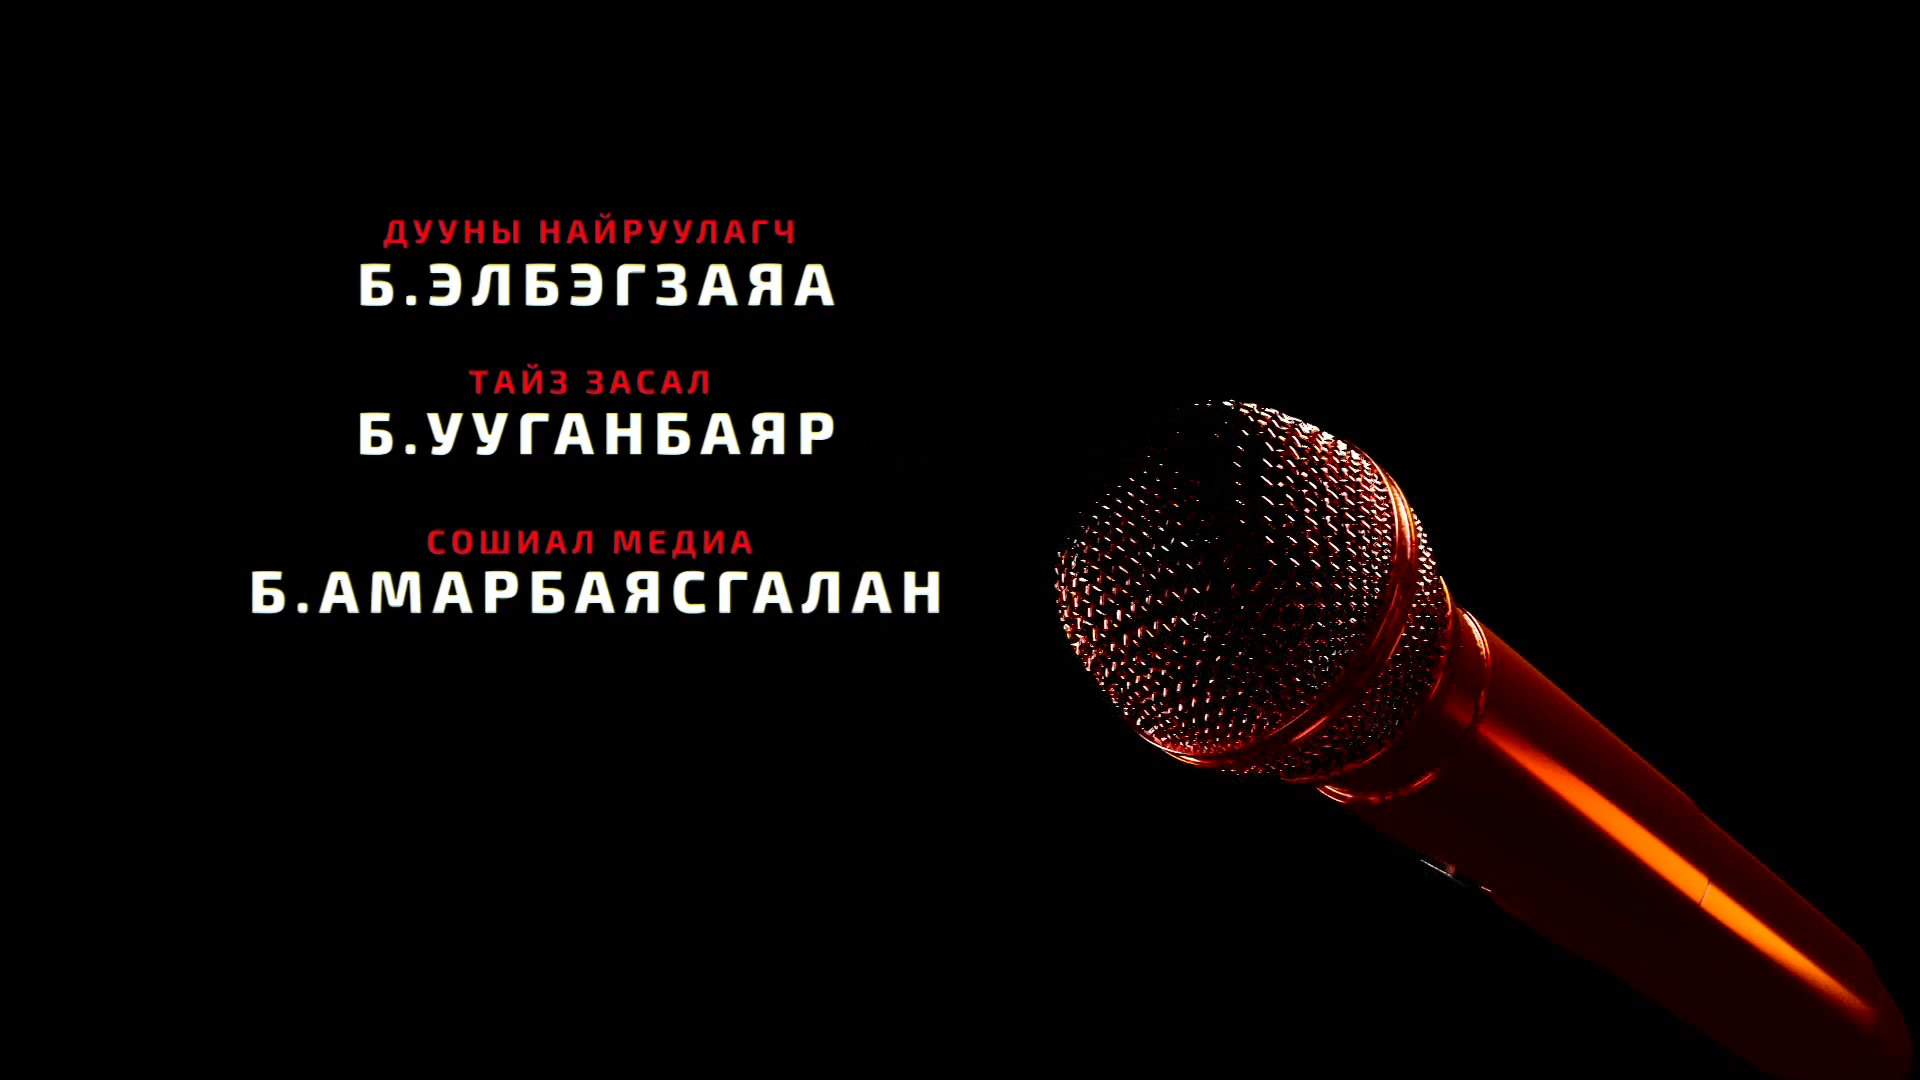 ДУУНЫ НАЙРУУЛАГЧ
Б.ЭЛБЭГЗАЯА
ТАЙЗ ЗАСАЛ
Б.УУГАНБАЯР
СОШИАЛ МЕДИА
Б.АМАРБАЯСГАЛАН